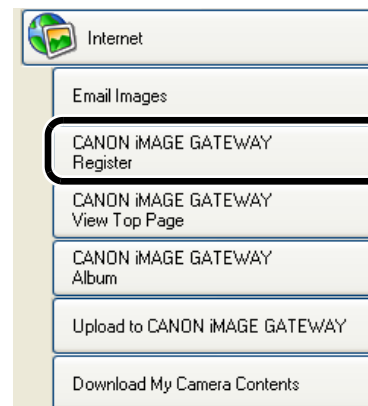 Internet
Email Images
CANON iMAGE GATEWAY
Register
CANON iMAGE GATEWAY
View Top Page
CANON iMAGE GATEWAY
Album
Upload to CANON iMAGE GATEWAY
Download My Camera Contents